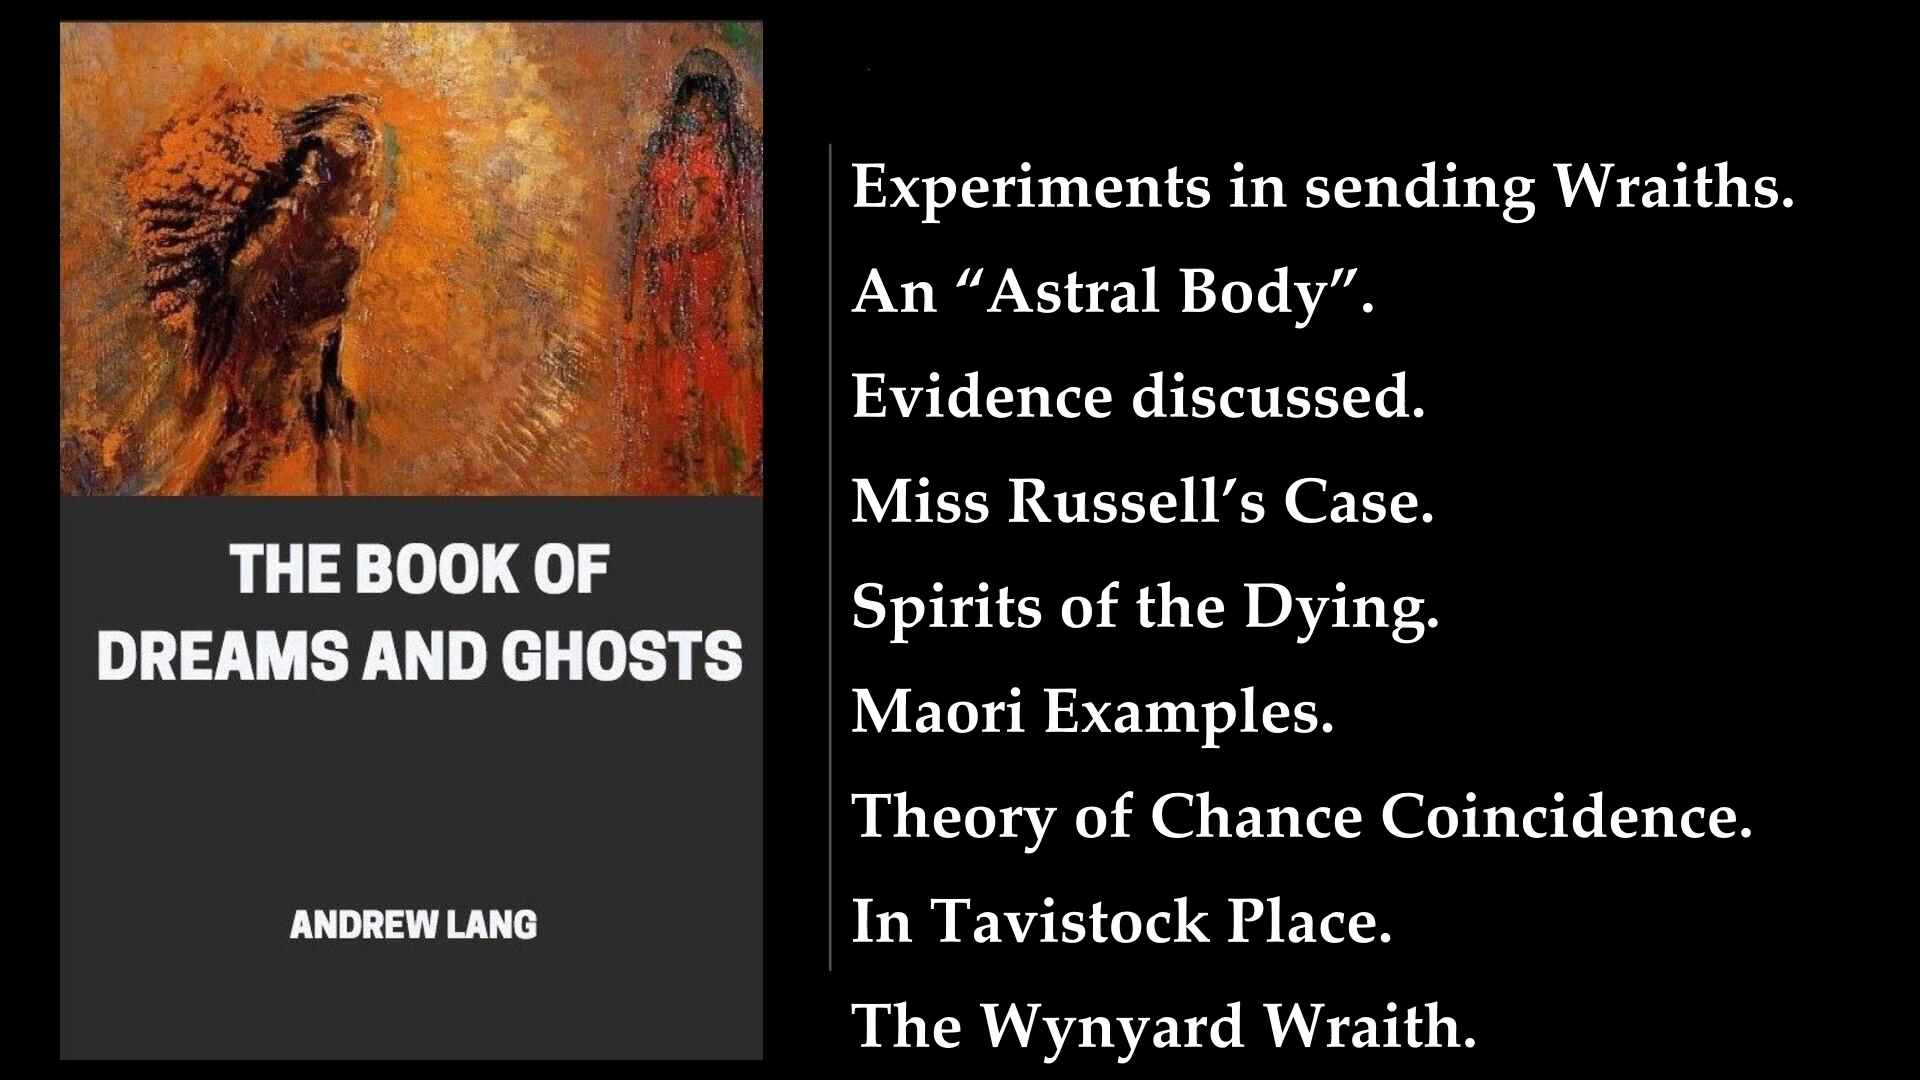 THE BOOK OF
DREAMS AND GHOSTS
ANDREW LANG
Experiments in sending Wraiths.
An “Astral Body”.
Evidence discussed.
Miss Russell’s Case.
Spirits of the Dying.
Maori Examples.
Theory of Chance Coincidence.
In Tavistock Place.
The Wynyard Wraith.